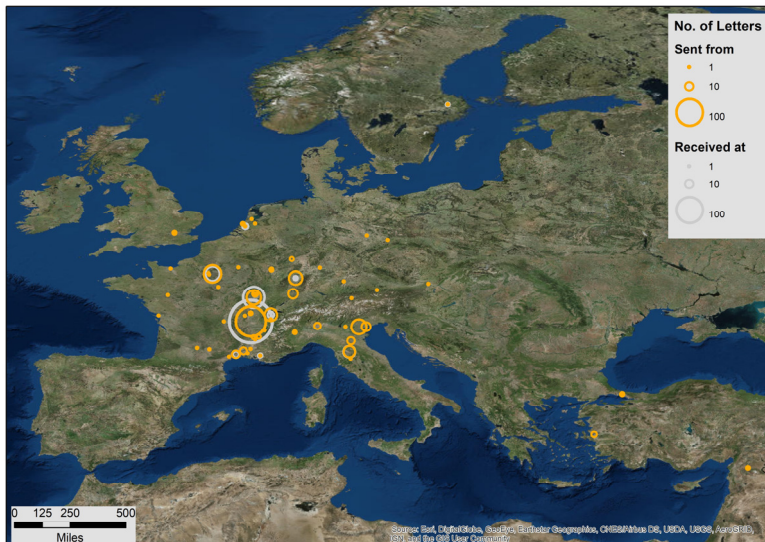 No. of Letters
Sent from
1
10
100
Received at
1
10
100
0 125 250 500
Miles
Source: Esri, DigitalGlobe, GeoEye, Earthstar Geographics, CNES/Airbus DS, USDA, USGS, AeroGRID,
IGN, and the GIS User Community